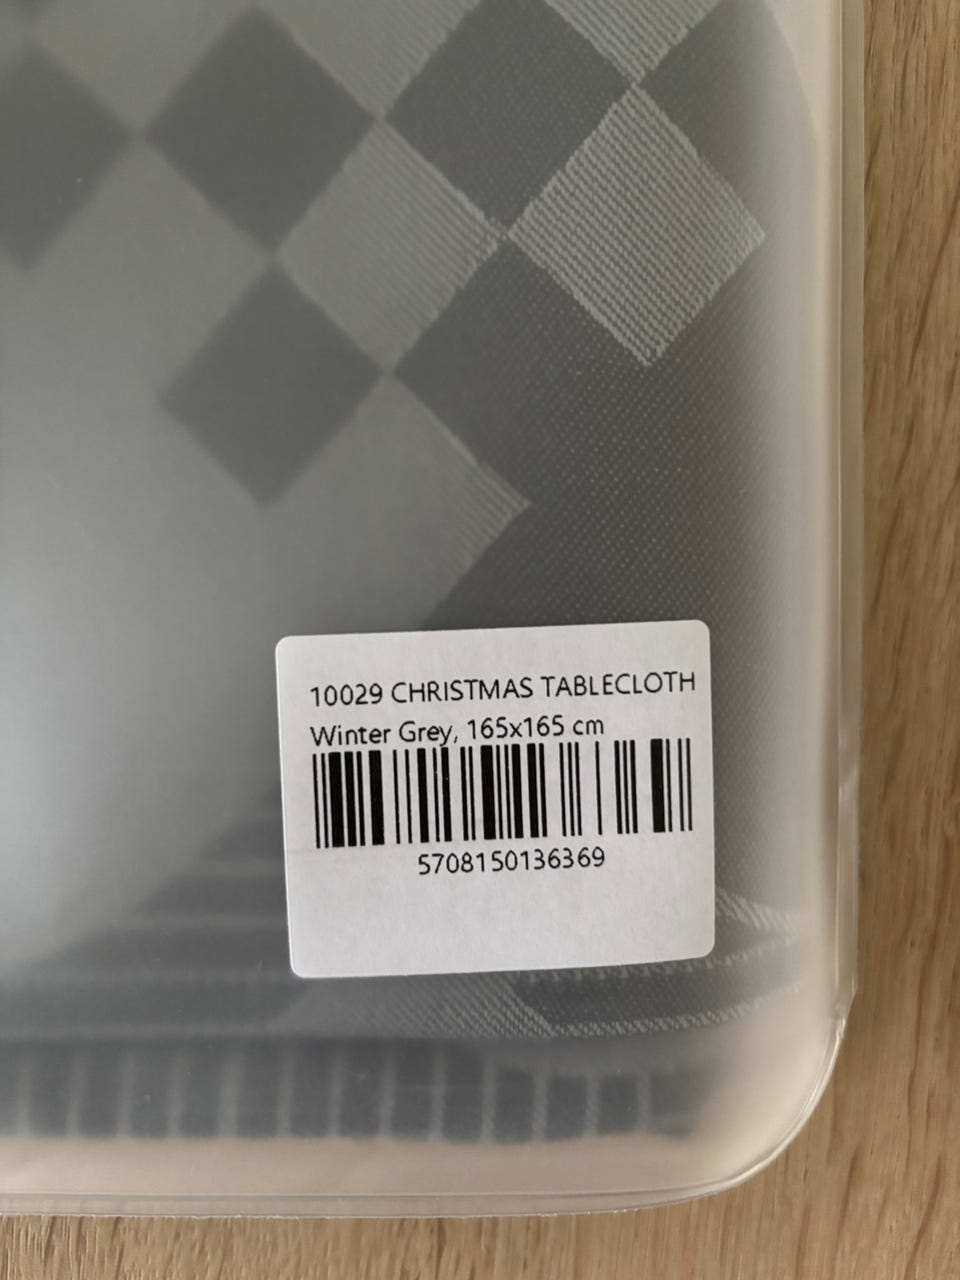 10029 CHRISTMAS TABLECLOTH
Winter Grey, 165x165 cm
5708150136369